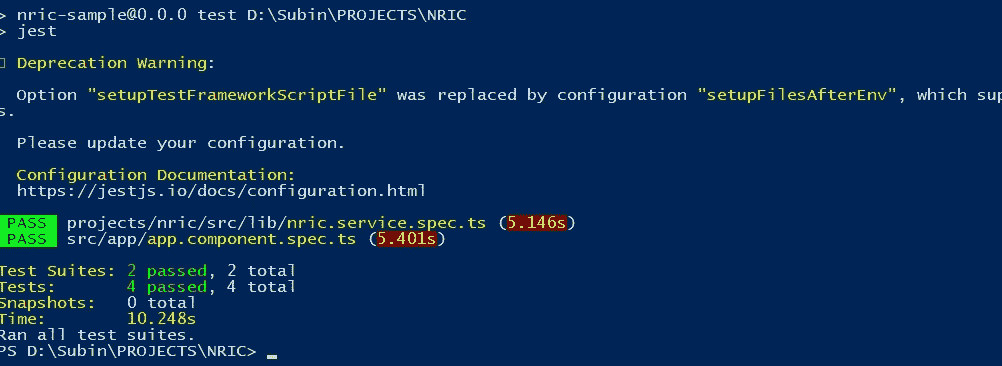 > nric-sample@0.0.0 test D:\Subin\PROJECTS\NRIC
> jest
Deprecation Warning:
Option "setupTestFrameworkScriptFile" was replaced by configuration "setupFilesAfterEnv", which sup
s.
Please update your configuration.
Configuration Documentation:
https://jestjs.io/docs/configuration.html
PASS projects/nric/src/lib/nric.service.spec.ts (5.146s)
PASS src/app/app.component.spec.ts (5.401s)
Test Suites: 2 passed, 2 total
Tests: 4 passed, 4 total
Snapshots: 0 total
Time: 10.248s
Ran all test suites.
PS D:\Subin\PROJECTS\NRIC>